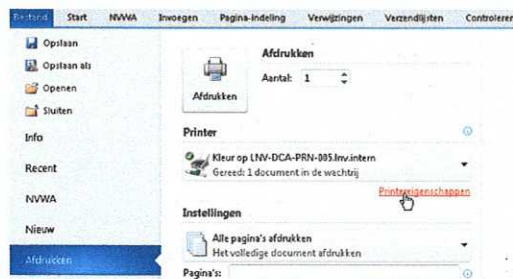 Bestand Start NVWA Invoegen Pagina-indeling Verwijzingen Verzendlijsten Controleren
Opslaan
Opslaan als
Openen
Sluiten
Info
Recent
NVWA
Nieuw
Afdrukken
Afdrukken
Afdrukken
Aantal: 1
Printer
Kleur op LNV-DCA-PRN-005.lnv.intern
Gereed: 1 document in de wachtrij
Printereigenschappen
Instellingen
Alle pagina's afdrukken
Het volledige document afdrukken
Pagina's: